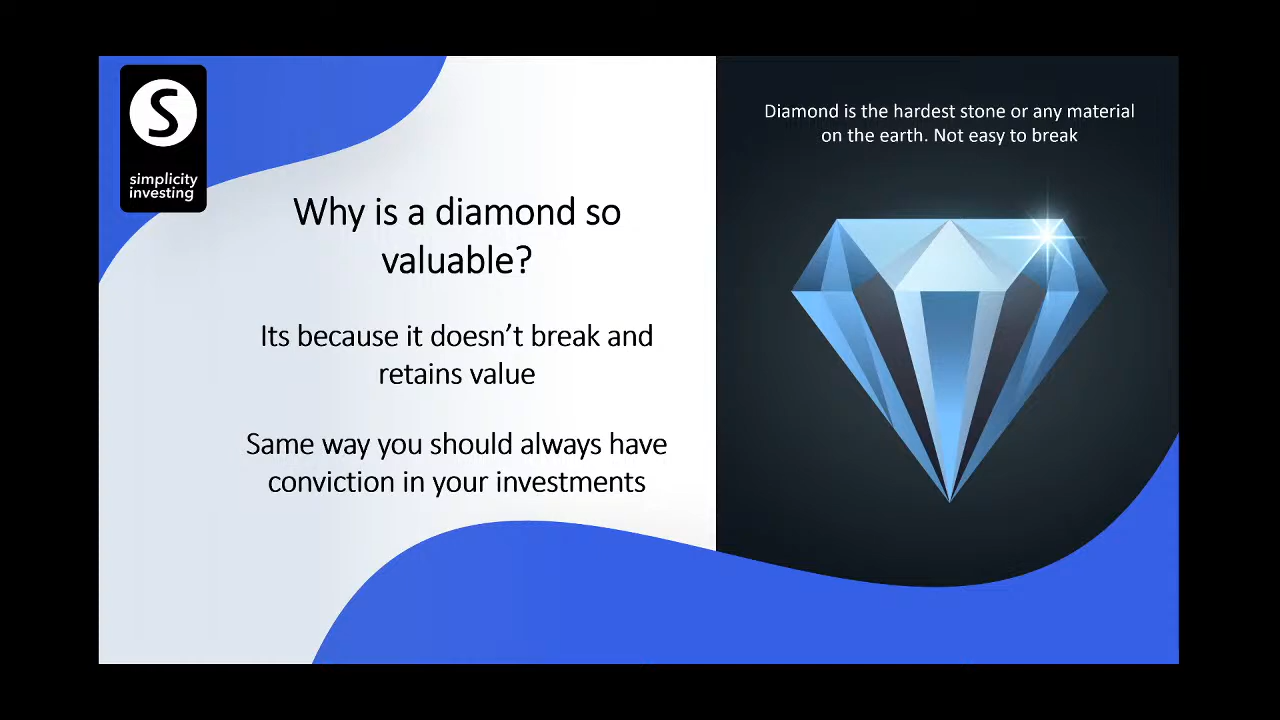 S
simplicity
investing
Why is a diamond so
valuable?
Its because it doesn’t break and
retains value
Same way you should always have
conviction in your investments
Diamond is the hardest stone or any material
on the earth. Not easy to break